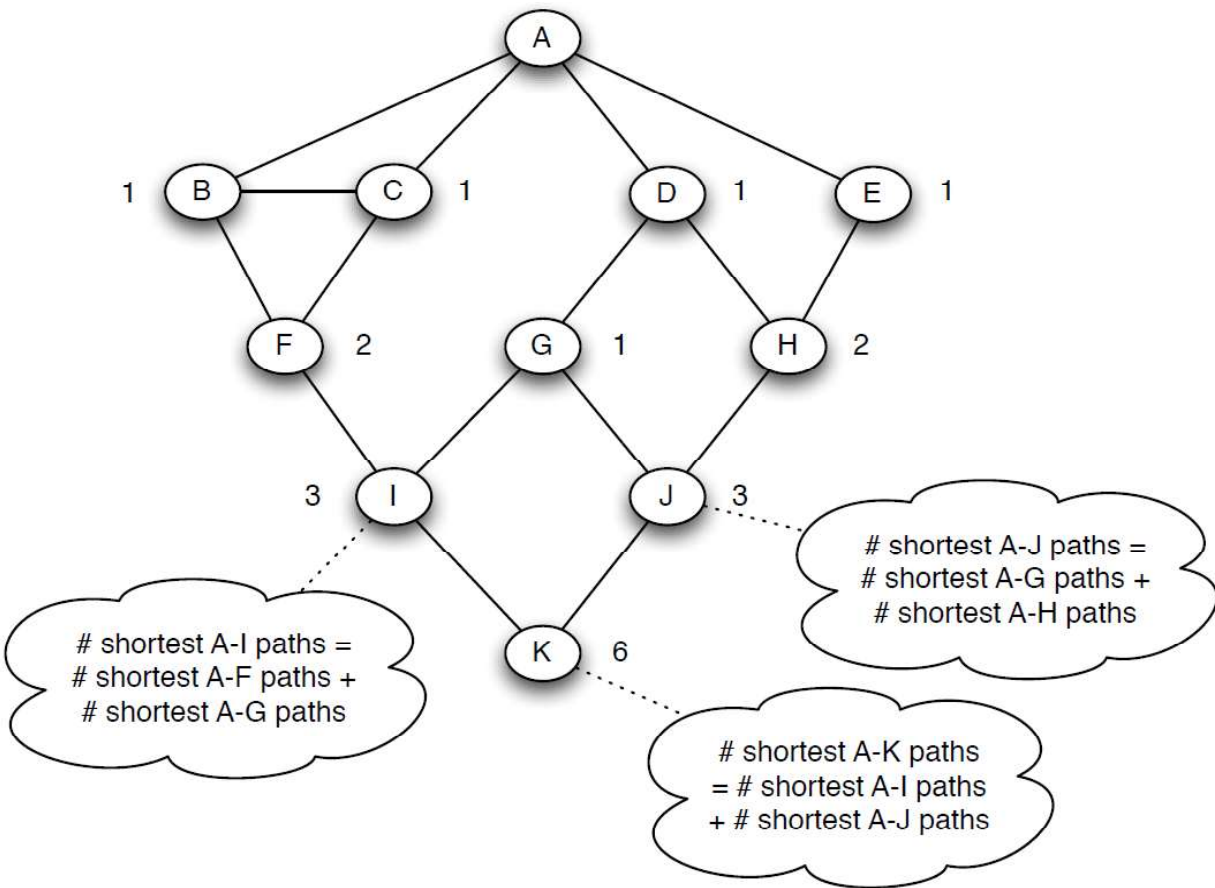 A
1 B C 1 D 1 E 1
F 2 G 1 H 2
3 I J 3
# shortest A-J paths =
# shortest A-G paths +
# shortest A-H paths
# shortest A-I paths =
# shortest A-F paths +
# shortest A-G paths
K 6
# shortest A-K paths
= # shortest A-I paths
+ # shortest A-J paths